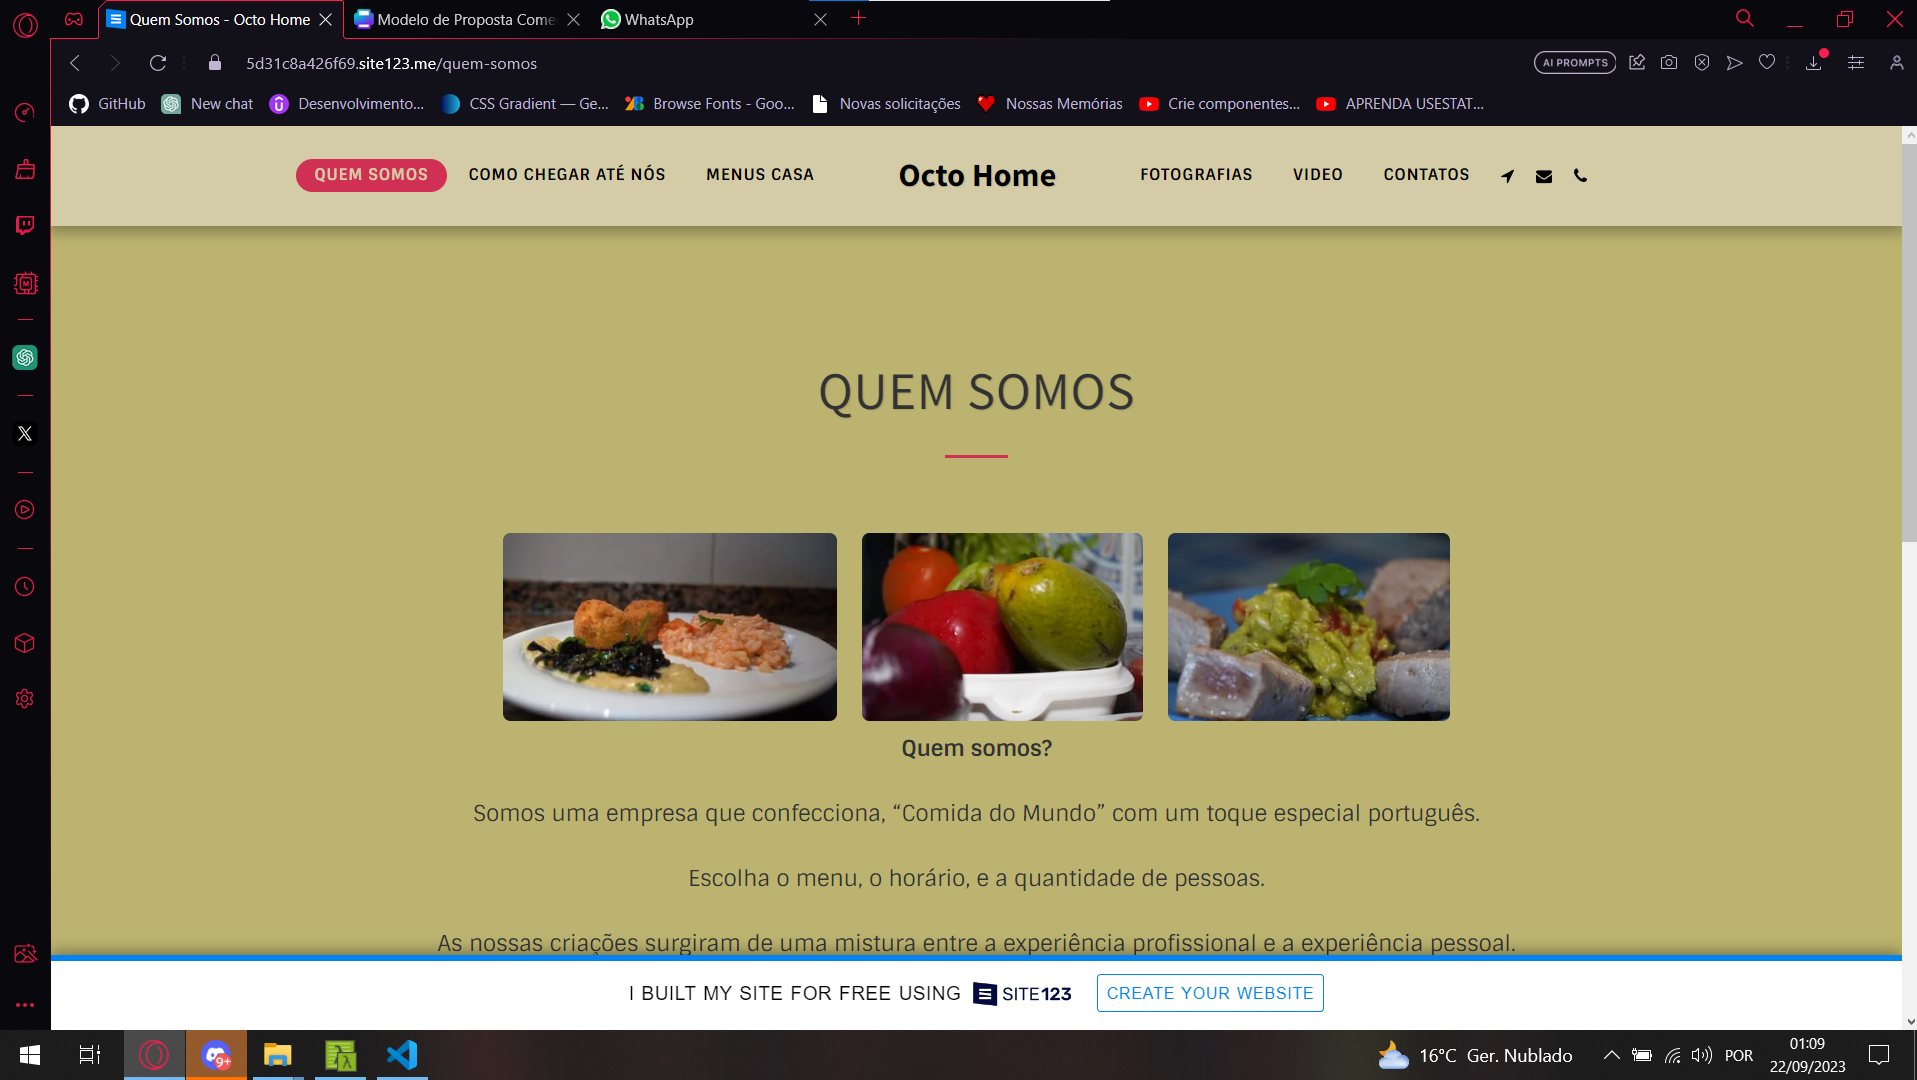 Quem Somos - Octo Home
Modelo de Proposta Come
WhatsApp
5d31c8a426f69.site123.me/quem-somos
AI PROMPTS
GitHub
New chat
Desenvolvimento...
CSS Gradient — Ge...
Browse Fonts - Goo...
Novas solicitações
Nossas Memórias
Crie componentes...
APRENDA USESTAT...
QUEM SOMOS
COMO CHEGAR ATÉ NÓS
MENUS CASA
Octo Home
FOTOGRAFIAS
VIDEO
CONTATOS
QUEM SOMOS
Quem somos?
Somos uma empresa que confecciona, “Comida do Mundo” com um toque especial português.
Escolha o menu, o horário, e a quantidade de pessoas.
As nossas criações surgiram de uma mistura entre a experiência profissional e a experiência pessoal.
I BUILT MY SITE FOR FREE USING
SITE123
CREATE YOUR WEBSITE
9+
16°C Ger. Nublado
POR
01:09
22/09/2023